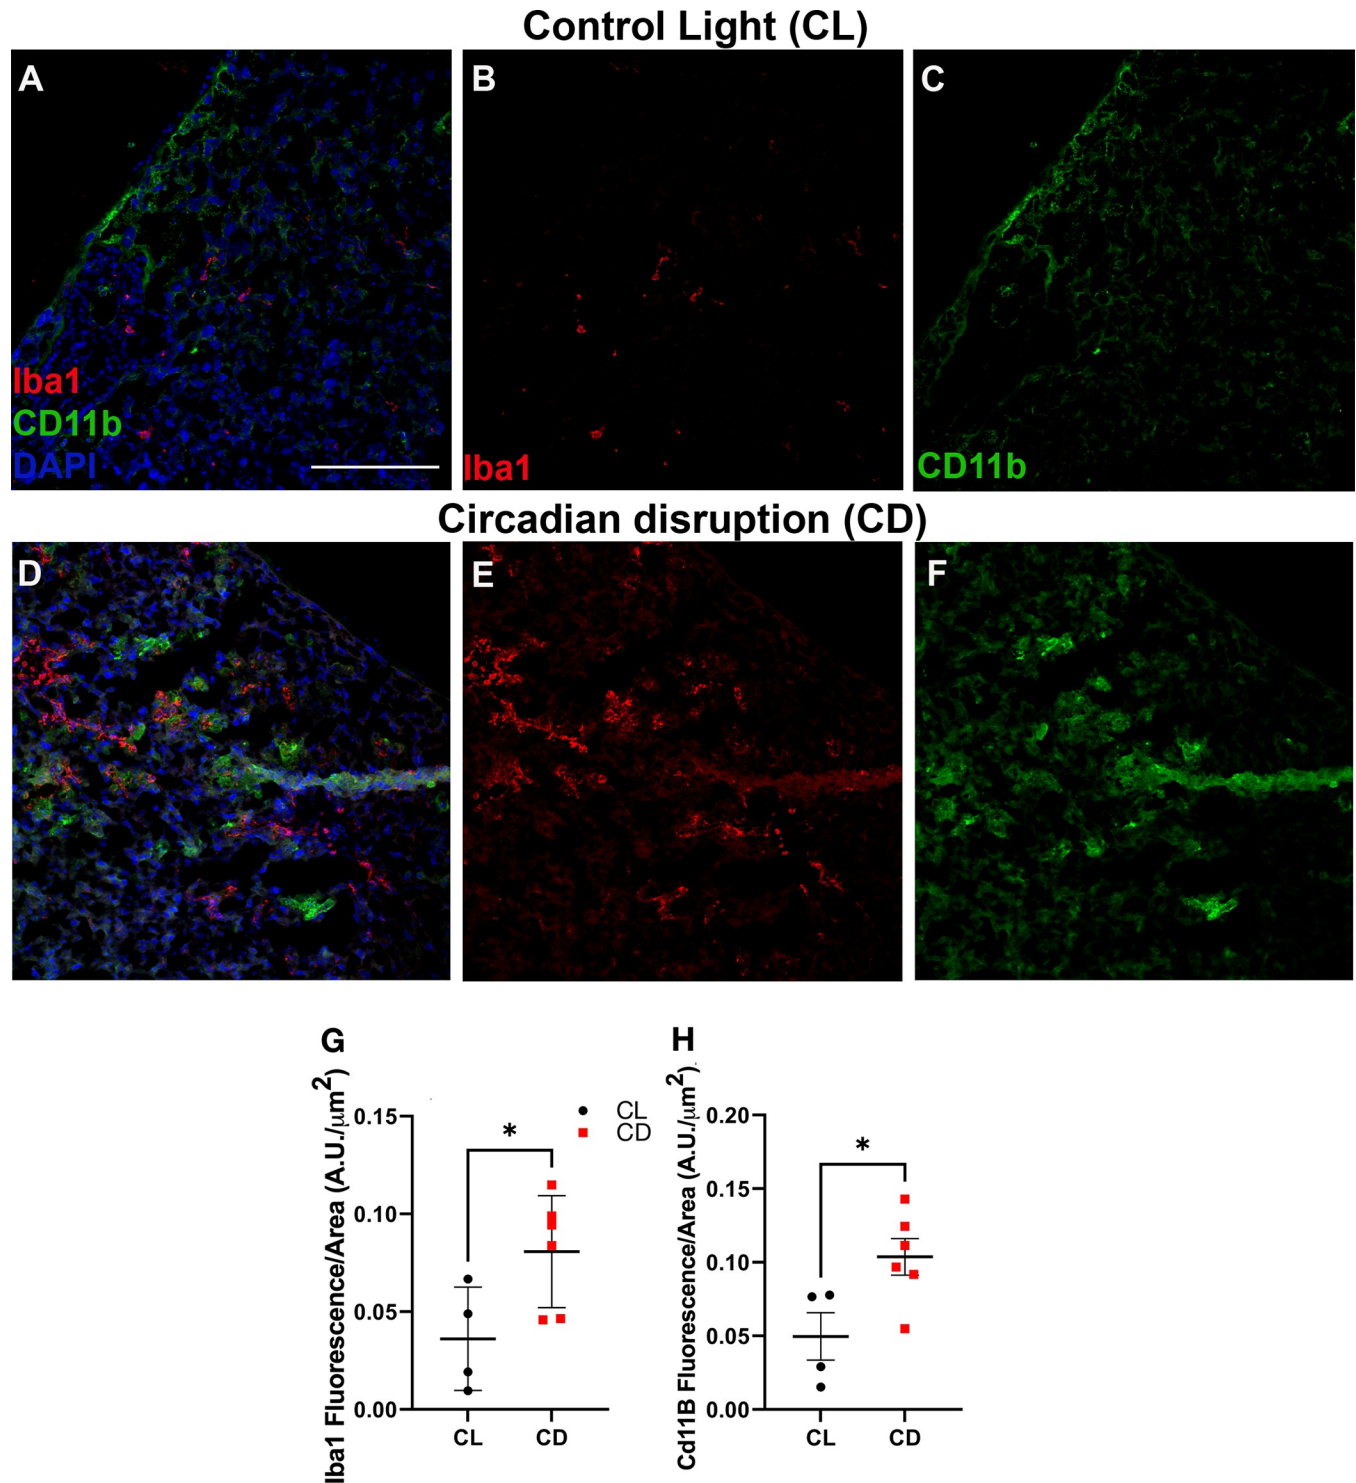 Control Light (CL)
A
B
C
Iba1
CD11b
DAPI
Iba1
CD11b
Circadian disruption (CD)
D
E
F
G
Iba1 Fluorescence/Area (A.U./μm²)
0.15
0.10
0.05
0.00
*
CL
CD
CL
CD
H
Cd11B Fluorescence/Area (A.U./μm²)
0.20
0.15
0.10
0.05
0.00
*
CL
CD